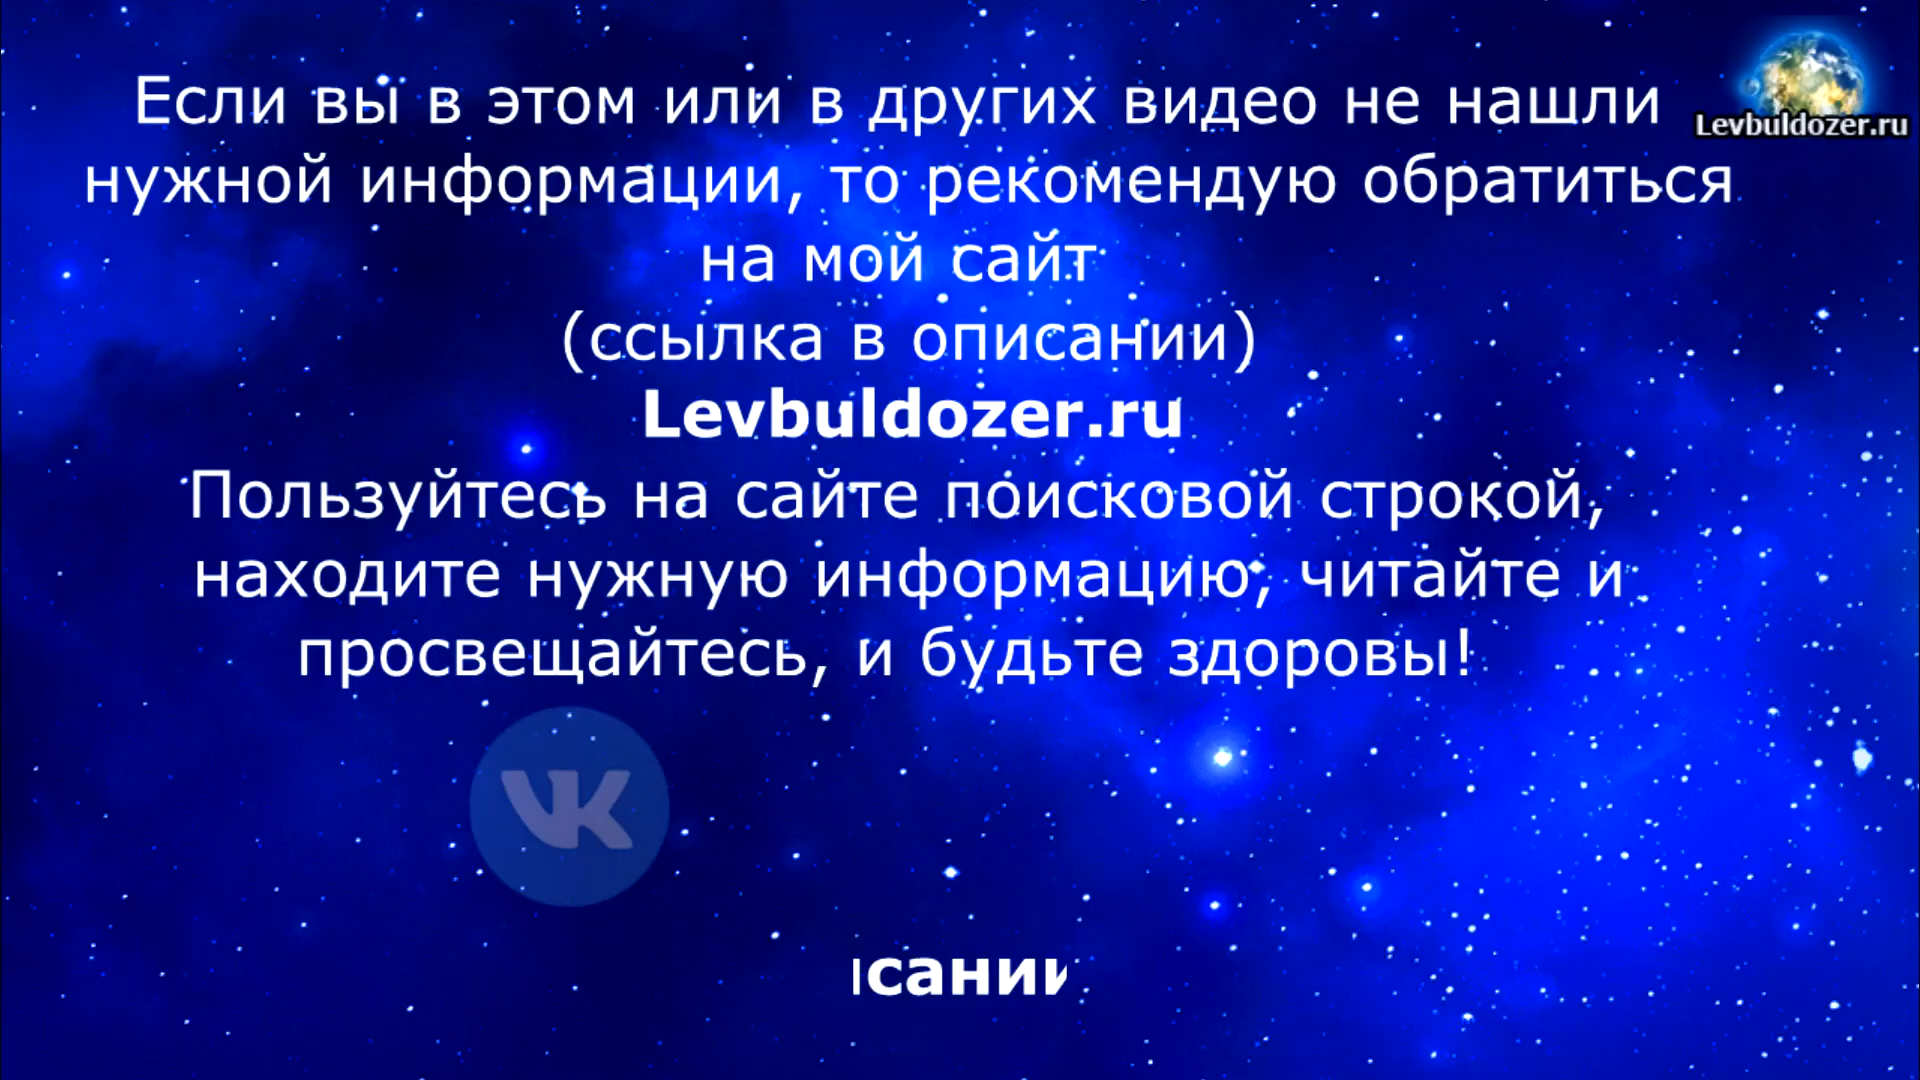 Если вы в этом или в других видео не нашли
Levbuldozer.ru
нужной информации, то рекомендую обратиться
на мой сайт
(ссылка в описании)
Levbuldozer.ru
Пользуйтесь на сайте поисковой строкой,
находите нужную информацию, читайте и
просвещайтесь, и будьте здоровы!